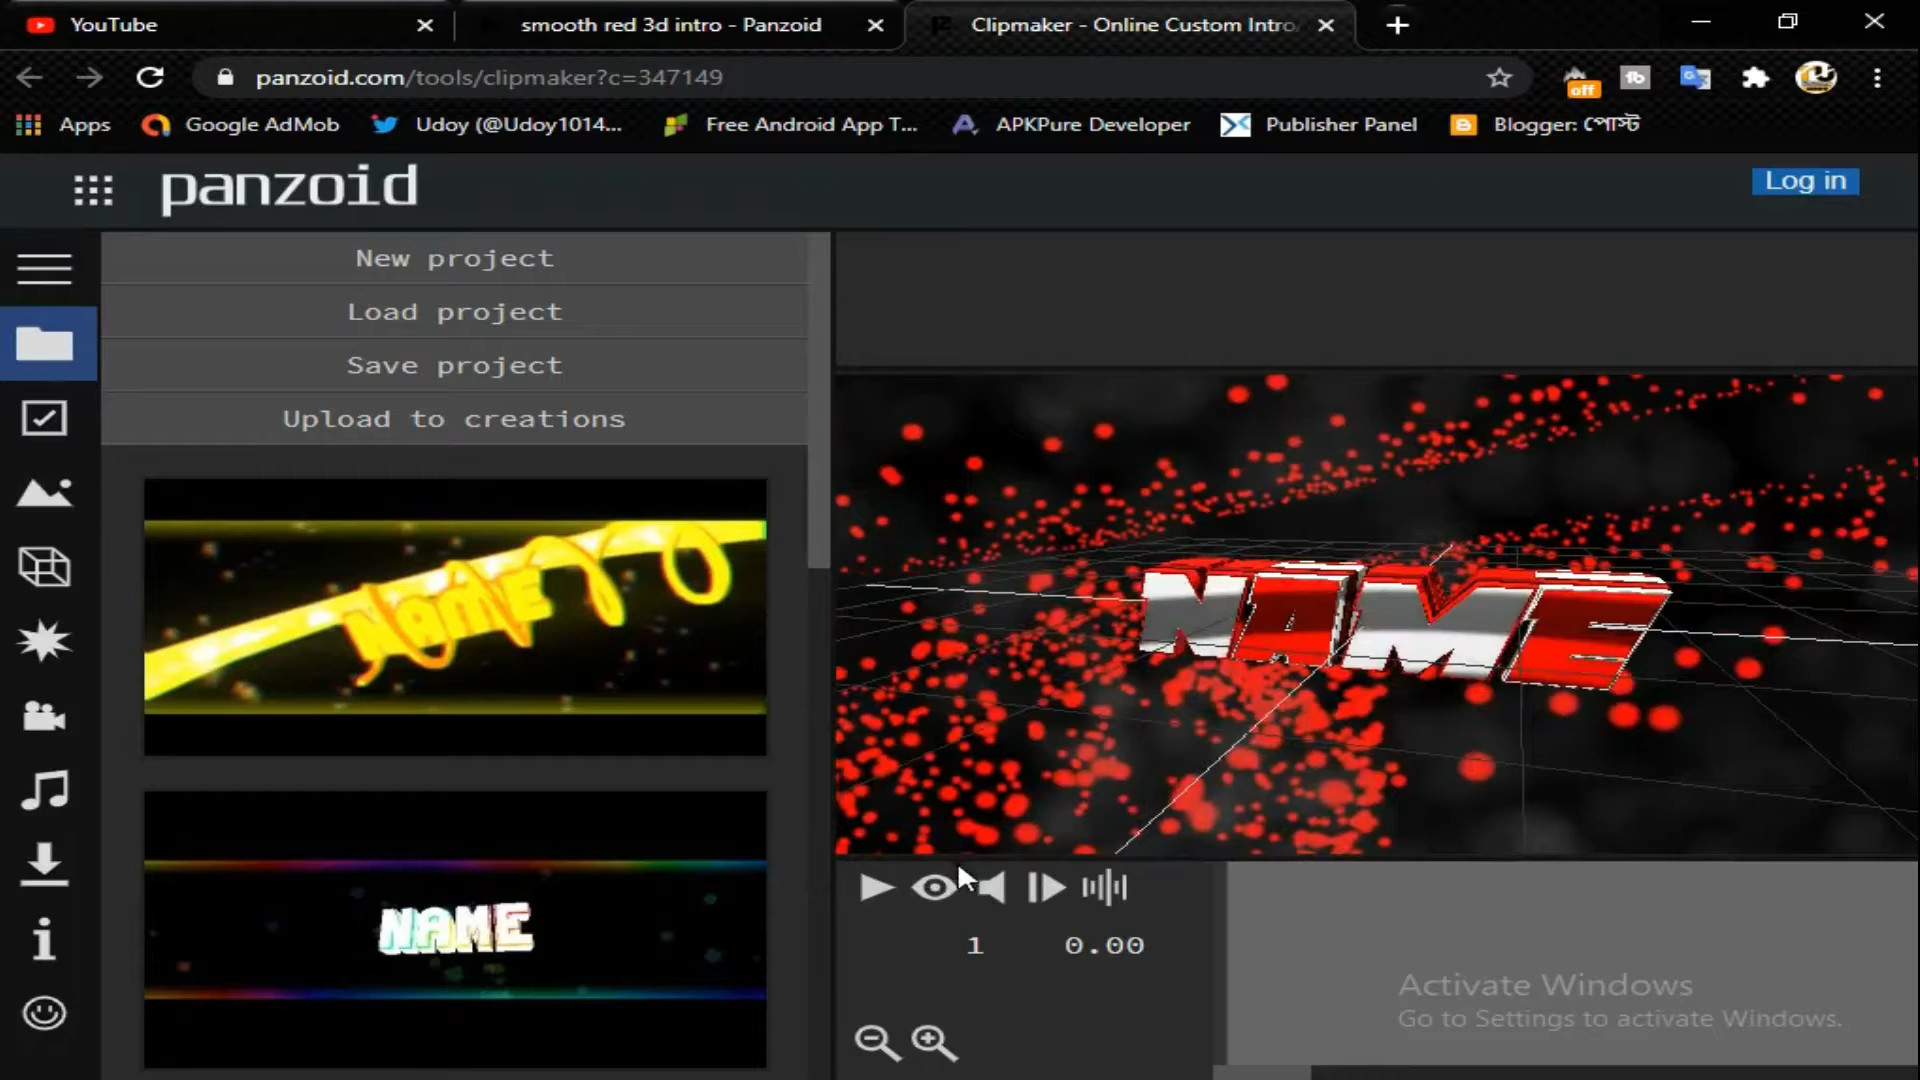 YouTube
smooth red 3d intro - Panzoid
Clipmaker - Online Custom Intro
panzoid.com/tools/clipmaker?c=347149
off
Apps
Google AdMob
Udoy (@Udoy1014...
Free Android App T...
APKPure Developer
Publisher Panel
Blogger: পোস্ট
panzoid
Log in
New project
Load project
Save project
Upload to creations
NAME
NAME
NAME
1 0.00
Activate Windows
Go to Settings to activate Windows.